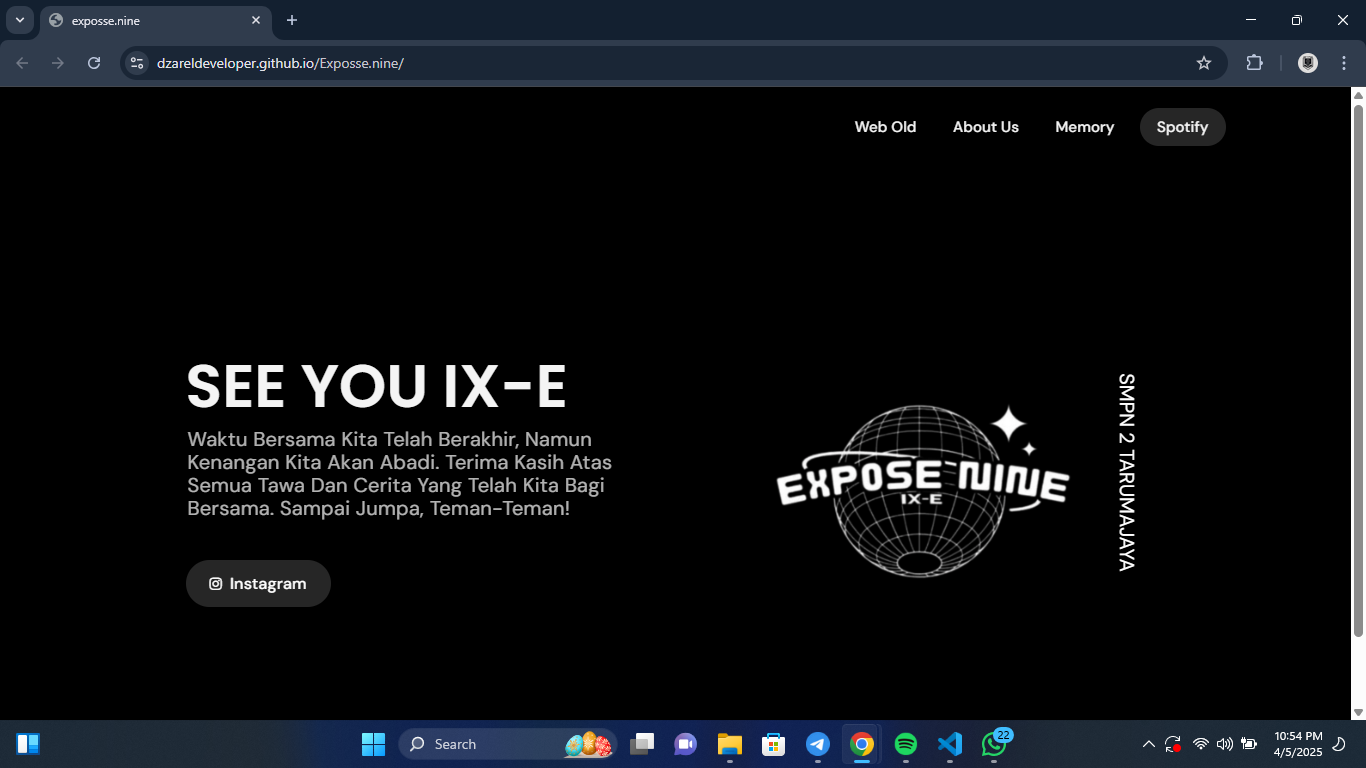 exposse.nine
dzareldeveloper.github.io/Exposse.nine/
Web Old
About Us
Memory
Spotify
SEE YOU IX-E
Waktu Bersama Kita Telah Berakhir, Namun
Kenangan Kita Akan Abadi. Terima Kasih Atas
Semua Tawa Dan Cerita Yang Telah Kita Bagi
Bersama. Sampai Jumpa, Teman-Teman!
Instagram
EXPOSE NINE
IX-E
SMPN 2 TARUMAJAYA
Search
22
10:54 PM
4/5/2025